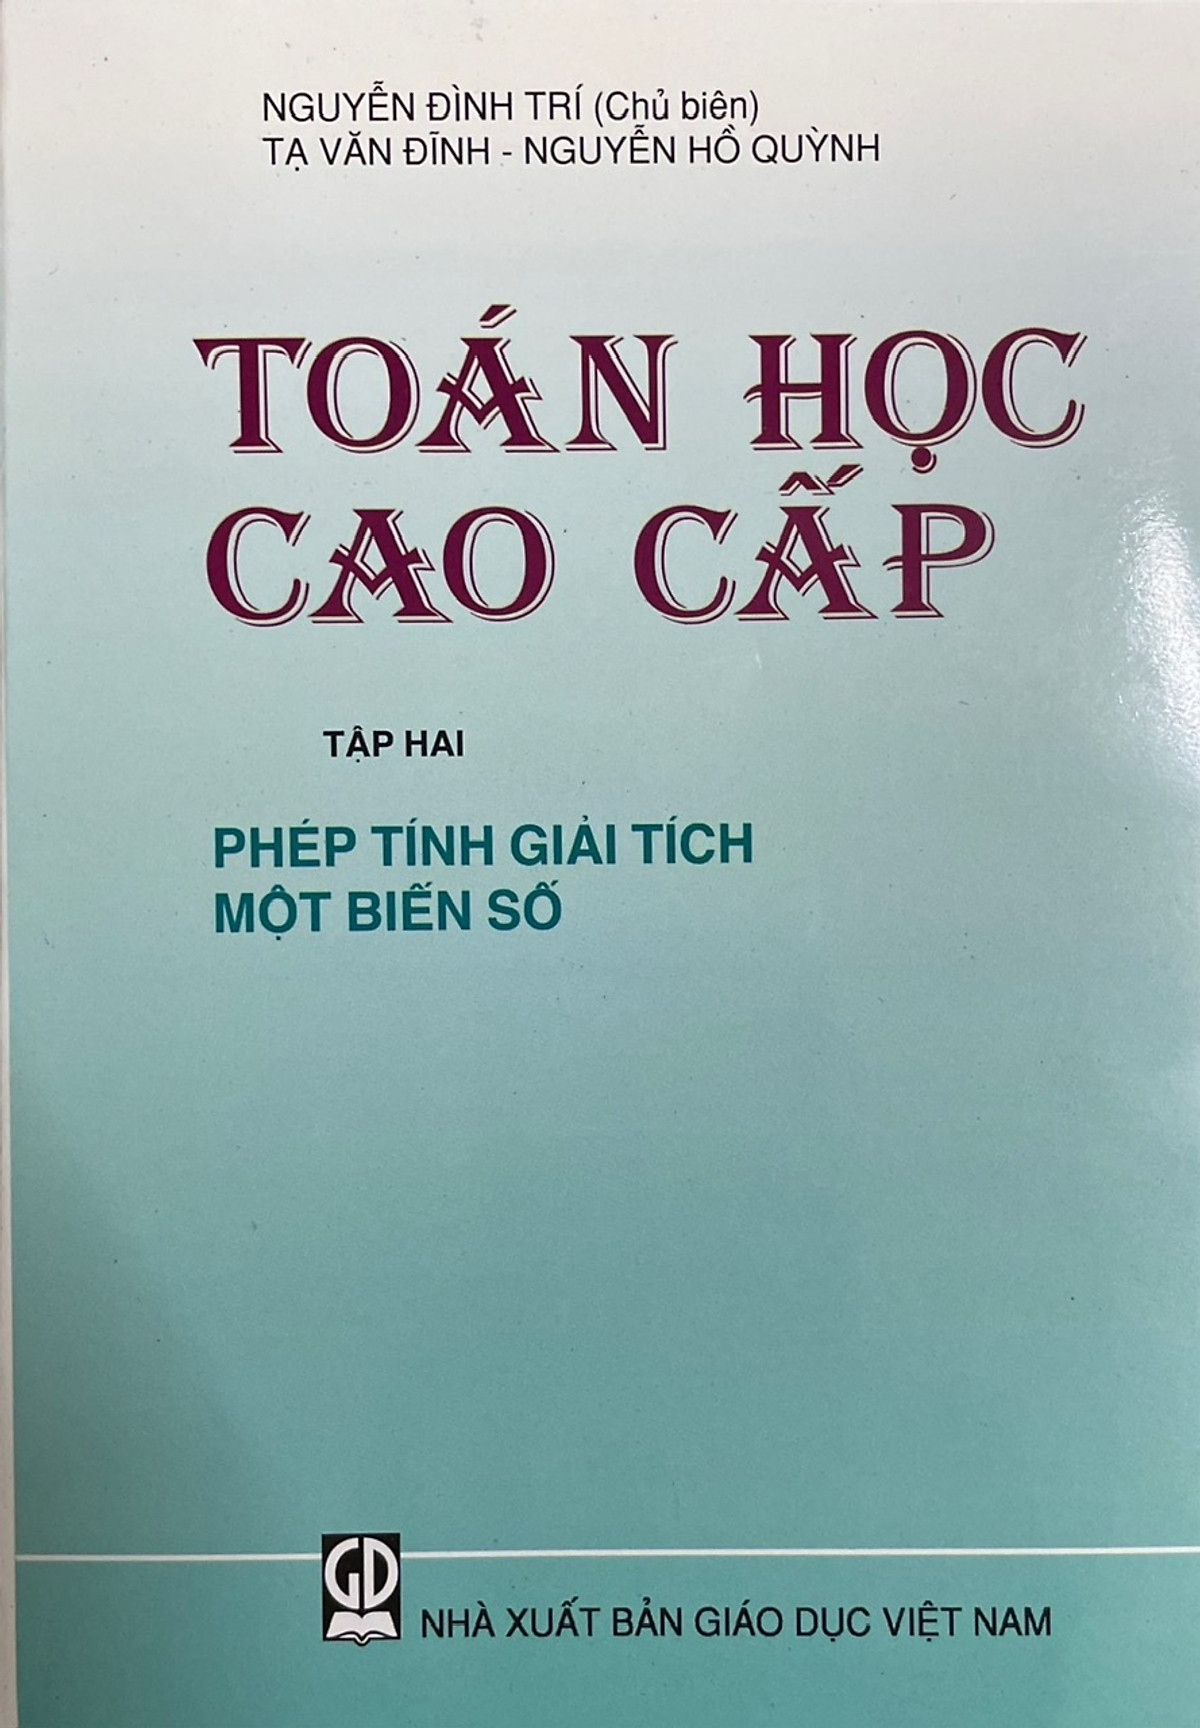 NGUYỄN ĐÌNH TRÍ (Chủ biên)
TẠ VĂN ĐĨNH - NGUYỄN HỒ QUỲNH
TOÁN HỌC
CAO CẤP
TẬP HAI
PHÉP TÍNH GIẢI TÍCH
MỘT BIẾN SỐ
GD
NHÀ XUẤT BẢN GIÁO DỤC VIỆT NAM